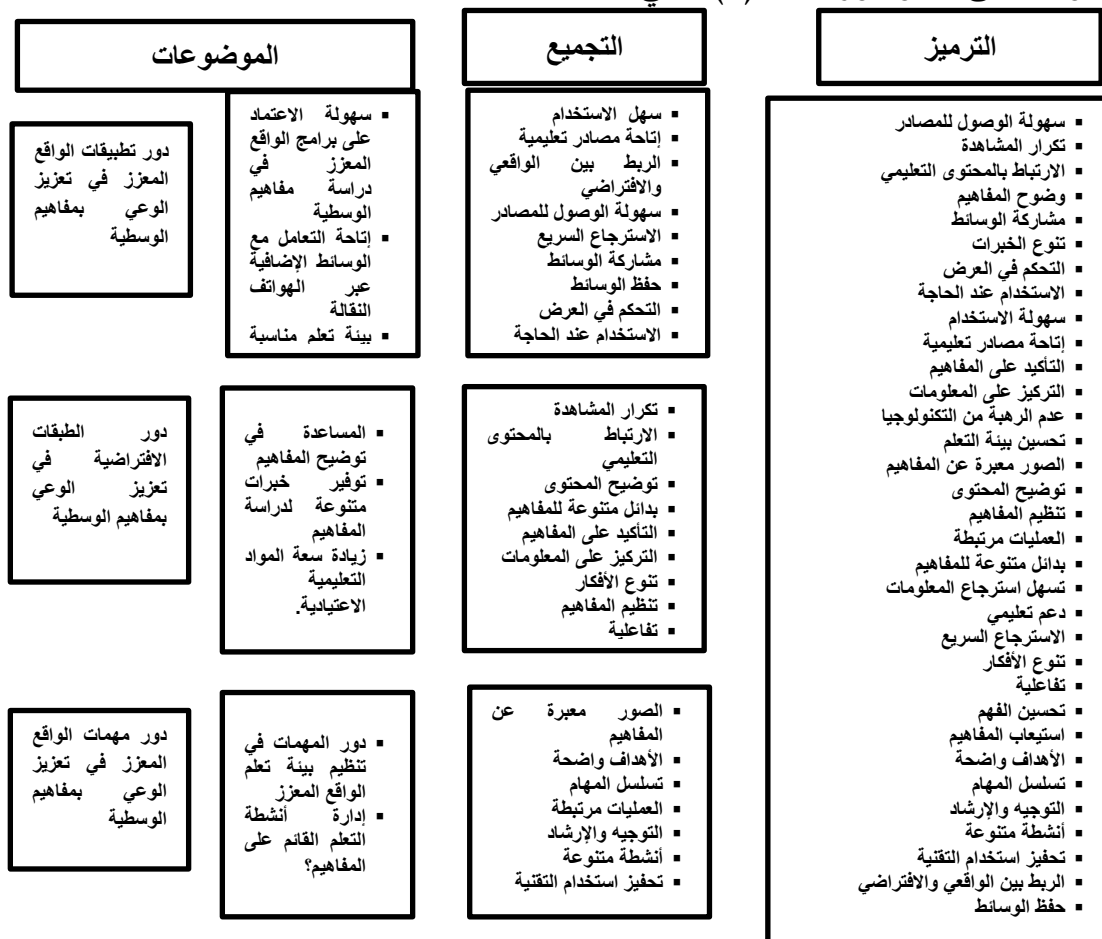 الترميز
سهولة الوصول للمصادر
تكرار المشاهدة
الارتباط بالمحتوى التعليمي
وضوح المفاهيم
مشاركة الوسائط
تنوع الخبرات
التحكم في العرض
الاستخدام عند الحاجة
سهولة الاستخدام
إتاحة مصادر تعليمية
التأكيد على المفاهيم
التركيز على المعلومات
عدم الرهبة من التكنولوجيا
تحسين بيئة التعلم
الصور معبرة عن المفاهيم
توضيح المحتوى
تنظيم المفاهيم
العمليات مرتبطة
بدائل متنوعة للمفاهيم
تسهل استرجاع المعلومات
دعم تعليمي
الاسترجاع السريع
تنوع الأفكار
تفاعلية
تحسين الفهم
استيعاب المفاهيم
الأهداف واضحة
تسلسل المهام
التوجيه والإرشاد
أنشطة متنوعة
تحفيز استخدام التقنية
الربط بين الواقعي والافتراضي
حفظ الوسائط
التجميع
سهل الاستخدام
إتاحة مصادر تعليمية
الربط بين الواقعي
والافتراضي
سهولة الوصول للمصادر
الاسترجاع السريع
مشاركة الوسائط
حفظ الوسائط
التحكم في العرض
الاستخدام عند الحاجة
تكرار المشاهدة
الارتباط بالمحتوى
التعليمي
توضيح المحتوى
بدائل متنوعة للمفاهيم
التأكيد على المفاهيم
التركيز على المعلومات
تنوع الأفكار
تنظيم المفاهيم
تفاعلية
الصور معبرة عن
المفاهيم
الأهداف واضحة
تسلسل المهام
العمليات مرتبطة
التوجيه والإرشاد
أنشطة متنوعة
تحفيز استخدام التقنية
الموضوعات
سهولة الاعتماد
على برامج الواقع
المعزز في
دراسة مفاهيم
الوسطية
إتاحة التعامل مع
الوسائط الإضافية
عبر الهواتف
النقالة
بيئة تعلم مناسبة
المساعدة في
توضيح المفاهيم
توفير خبرات
متنوعة لدراسة
المفاهيم
زيادة سعة المواد
التعليمية
الاعتيادية.
دور المهمات في
تنظيم بيئة تعلم
الواقع المعزز
إدارة أنشطة
التعلم القائم على
المفاهيم؟
دور تطبيقات الواقع
المعزز في تعزيز
الوعي بمفاهيم
الوسطية
دور الطبقات
الافتراضية في
تعزيز الوعي
بمفاهيم الوسطية
دور مهمات الواقع
المعزز في تعزيز
الوعي بمفاهيم
الوسطية